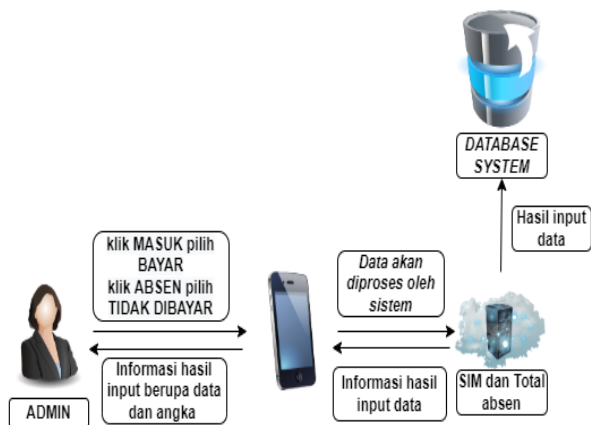 DATABASE
SYSTEM
Hasil input
data
klik MASUK pilih
BAYAR
klik ABSEN pilih
TIDAK DIBAYAR
Data akan
diproses oleh
sistem
Informasi hasil
input berupa data
dan angka
Informasi hasil
input data
SIM dan Total
absen
ADMIN